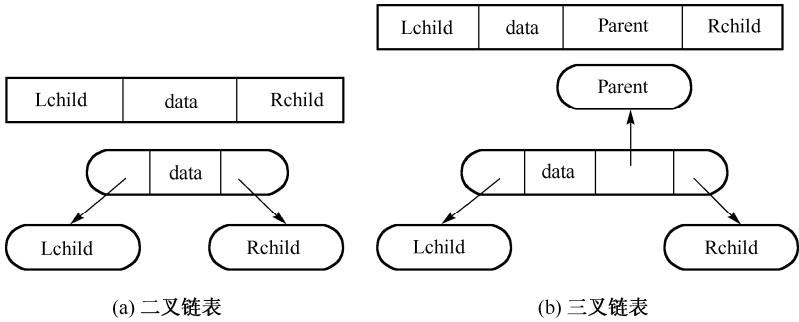 Lchild data Rchild
data
Lchild Rchild
(a) 二叉链表
Lchild data Parent Rchild
Parent
data
Lchild Rchild
(b) 三叉链表